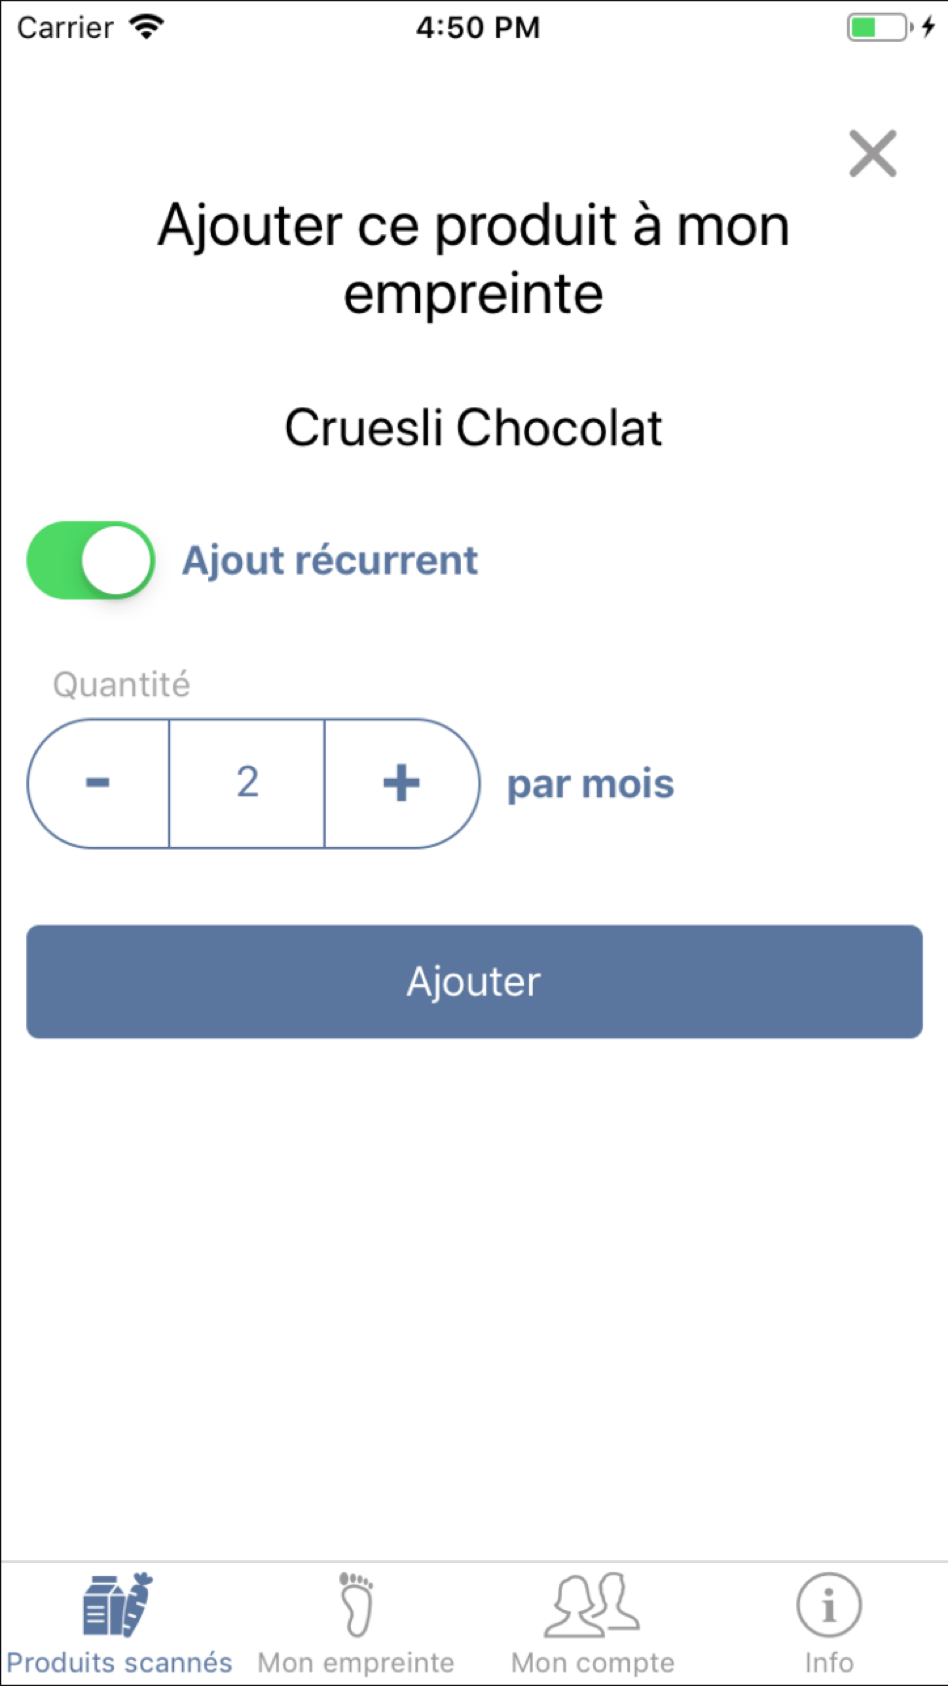 Carrier 4:50 PM
Ajouter ce produit à mon
empreinte
Cruesli Chocolat
Ajout récurrent
Quantité
- 2 + par mois
Ajouter
Produits scannés Mon empreinte Mon compte Info